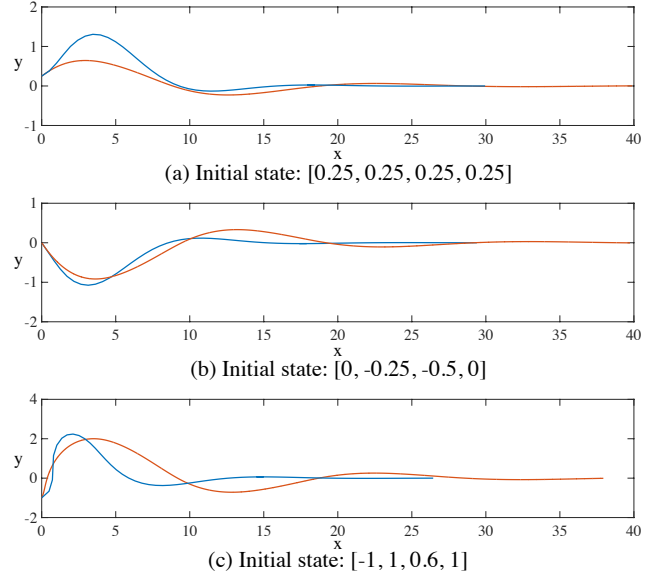 2
1
y
0
-1
0 5 10 15 20 25 30 35 40
x
(a) Initial state: [0.25, 0.25, 0.25, 0.25]
1
0
y
-1
-2
0 5 10 15 20 25 30 35 40
x
(b) Initial state: [0, -0.25, -0.5, 0]
4
2
y
0
-2
0 5 10 15 20 25 30 35 40
x
(c) Initial state: [-1, 1, 0.6, 1]